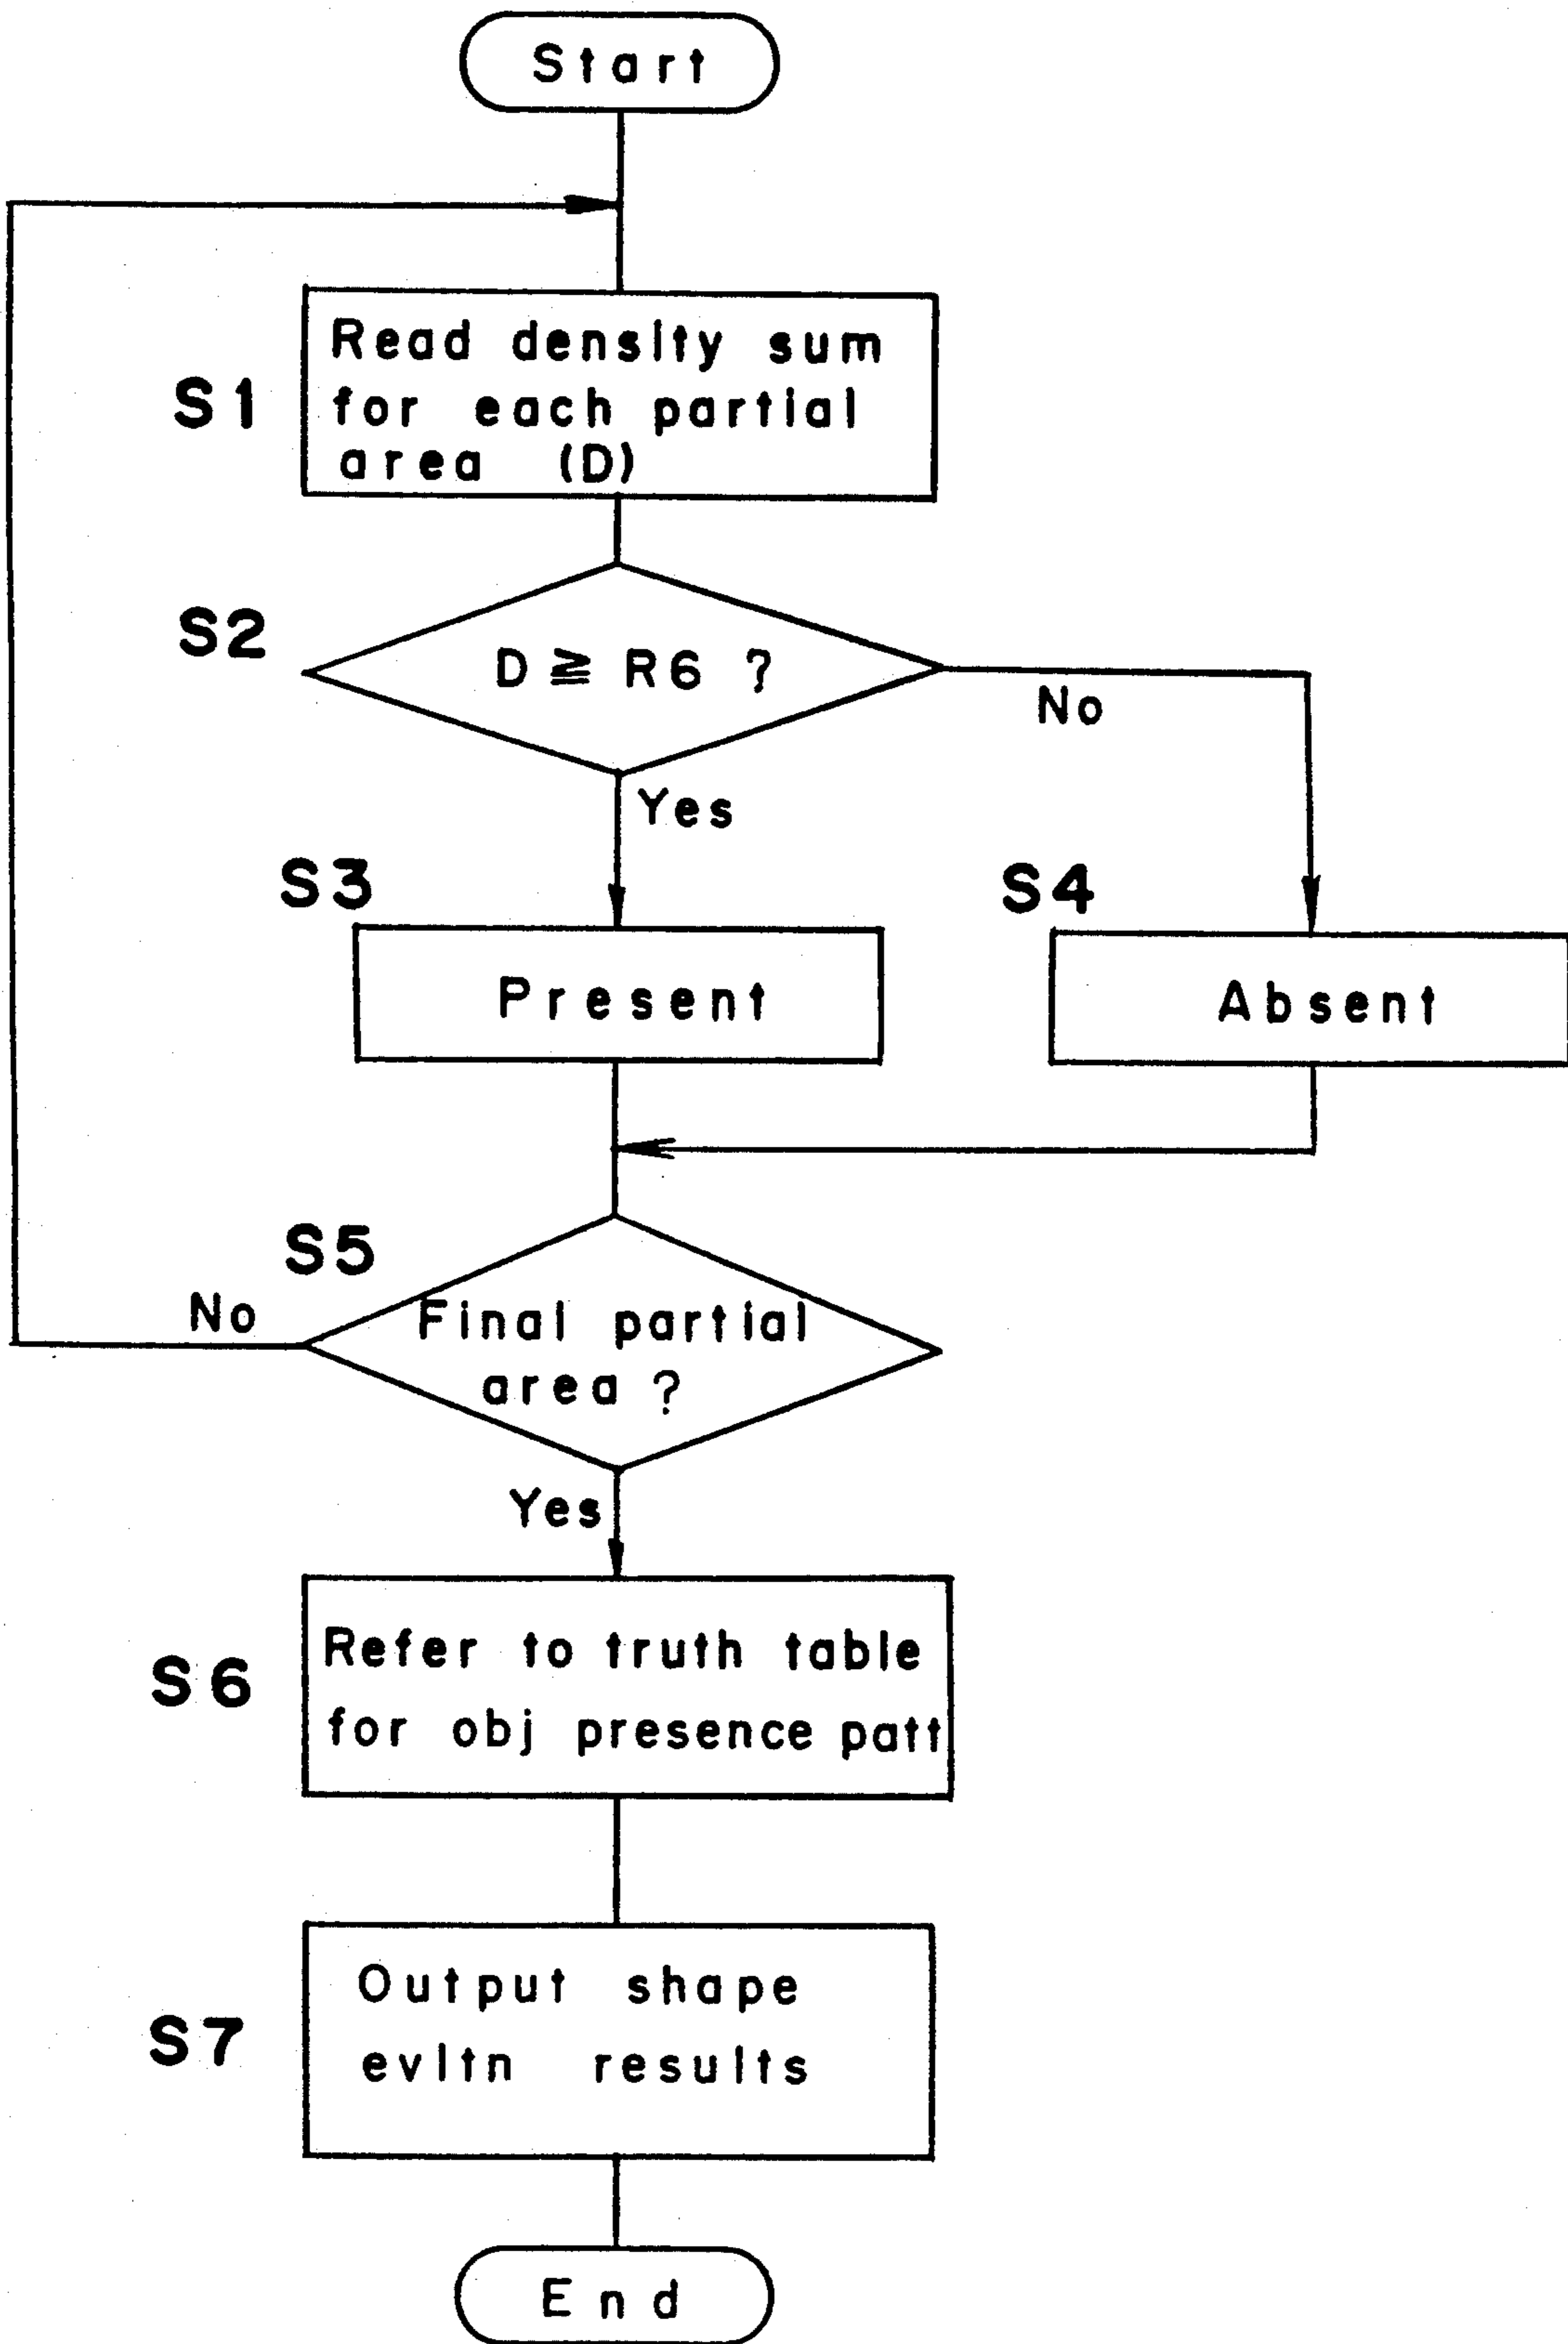 Start
S1
Read density sum
for each partial
area (D)
S2
D ≧ R6 ?
No
Yes
S3
S4
Present
Absent
S5
No
Final partial
area ?
Yes
S6
Refer to truth table
for obj presence patt
S7
Output shape
evltn results
End